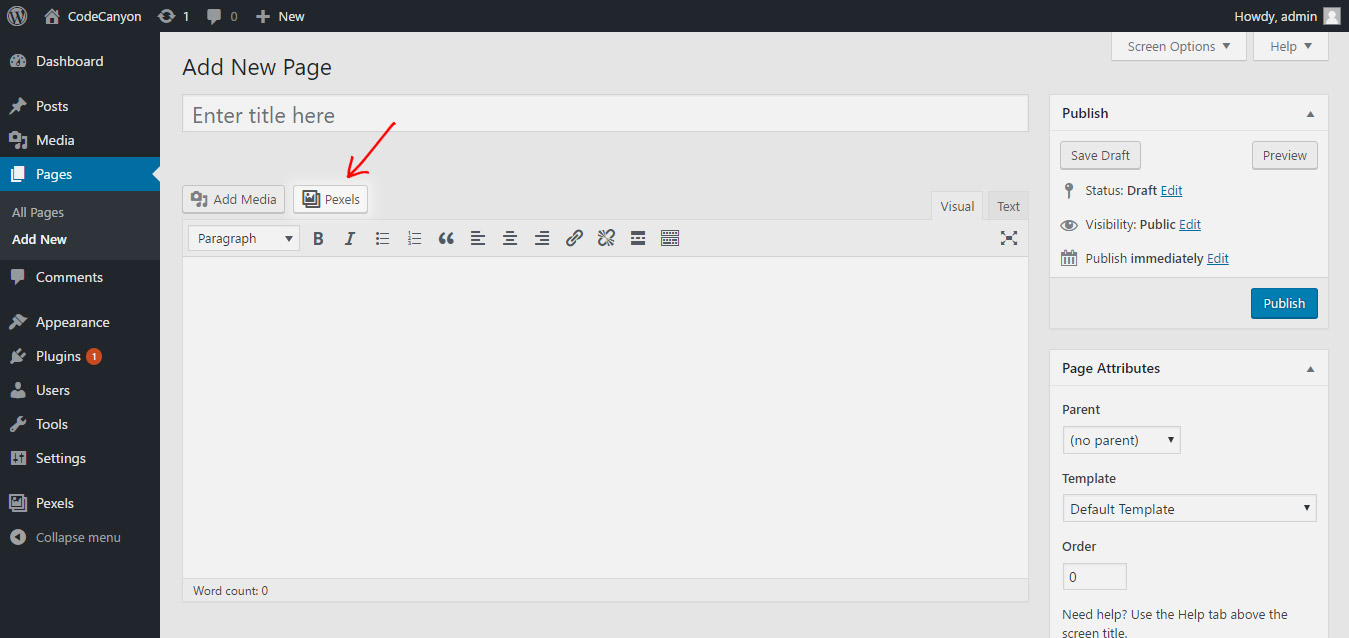 CodeCanyon 1 0 New Howdy, admin
Screen Options Help
Dashboard
Posts
Media
Pages
All Pages
Add New
Comments
Appearance
Plugins 1
Users
Tools
Settings
Pexels
Collapse menu
Add New Page
Enter title here
Add Media Pexels
Visual Text
Paragraph B I
Word count: 0
Publish
Save Draft Preview
Status: Draft Edit
Visibility: Public Edit
Publish immediately Edit
Publish
Page Attributes
Parent
(no parent)
Template
Default Template
Order
0
Need help? Use the Help tab above the
screen title.